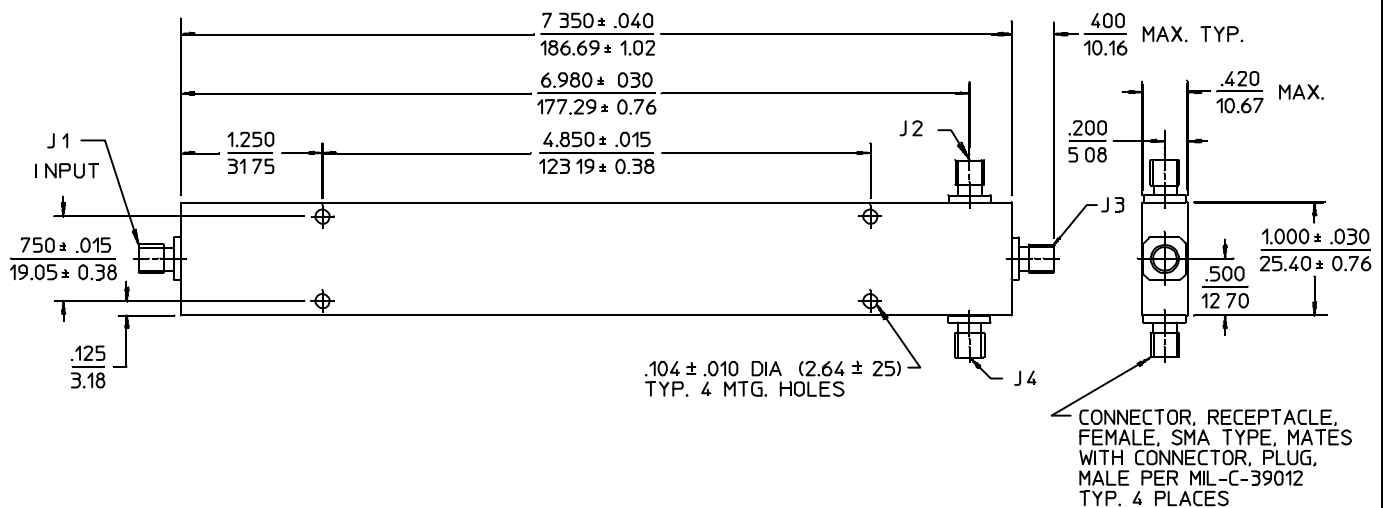 7 350± .040
186.69± 1.02
400
10.16
MAX. TYP.
6.980± 030
177.29± 0.76
.420
10.67
MAX.
J1
INPUT
1.250
3175
4.850±.015
123 19± 0.38
J2
.200
5 08
J3
750± .015
19.05± 0.38
1.000±.030
25.40± 0.76
.500
12 70
.125
3.18
.104±.010 DIA (2.64± 25)
TYP. 4 MTG. HOLES
J4
CONNECTOR, RECEPTACLE,
FEMALE, SMA TYPE, MATES
WITH CONNECTOR, PLUG,
MALE PER MIL-C-39012
TYP. 4 PLACES